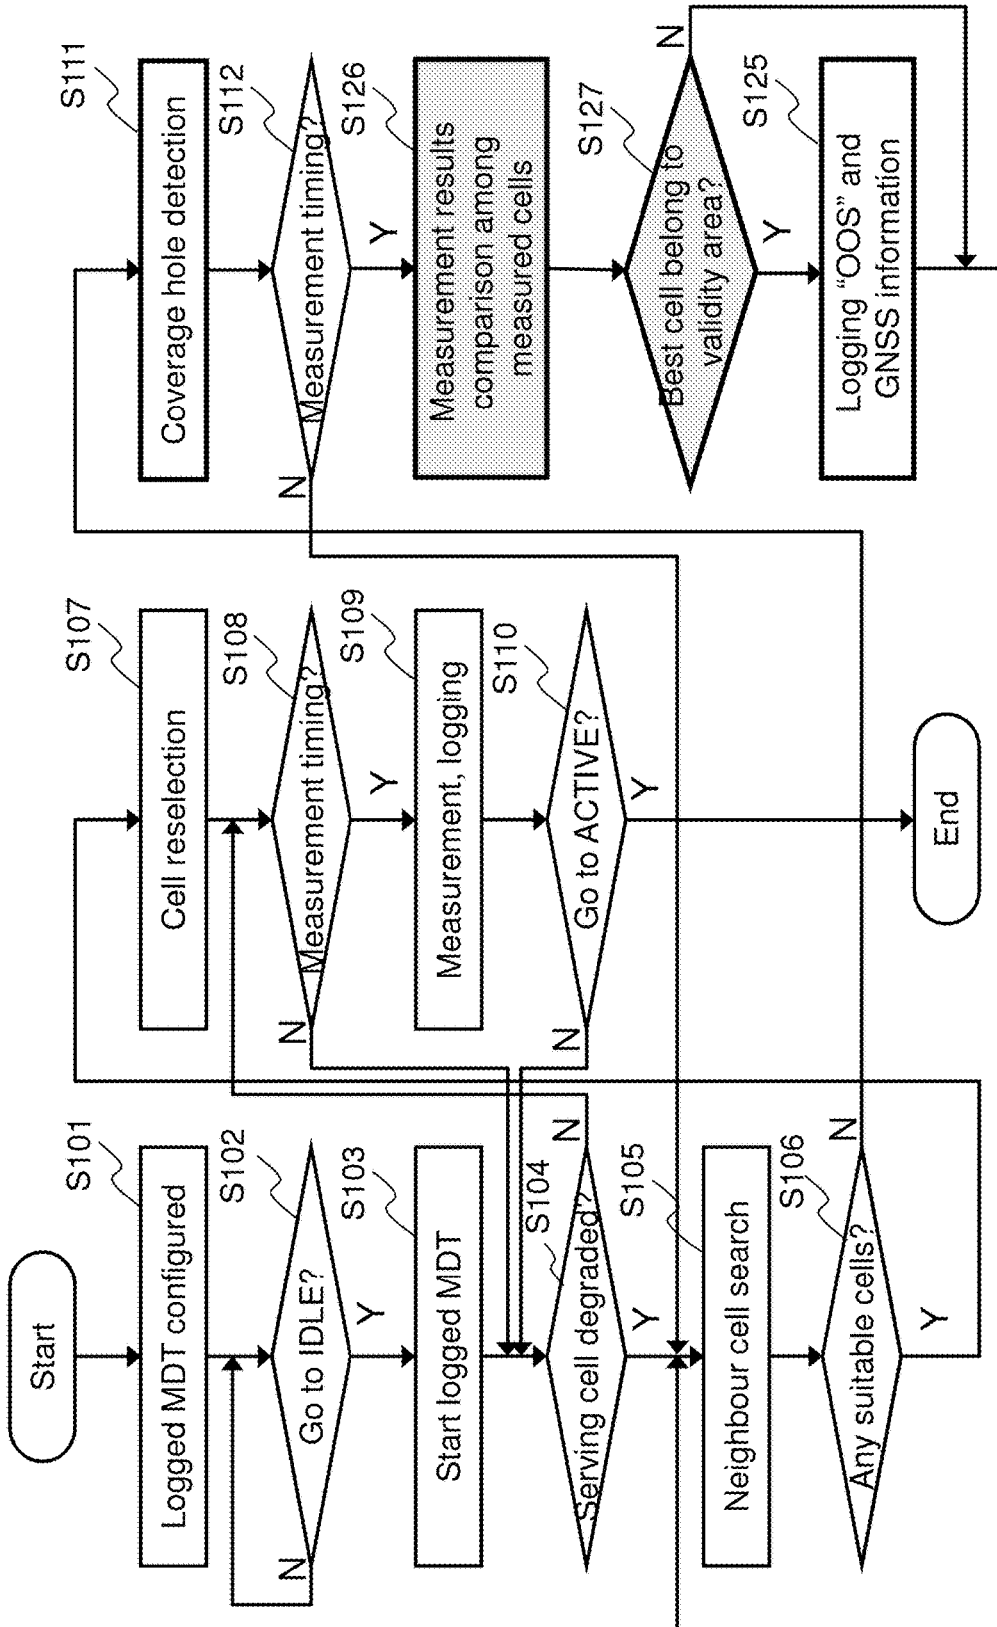 Start
S101
Logged MDT configured
S102
Go to IDLE?
N
Y
S103
Start logged MDT
S104
Serving cell degraded?
N
Y
S105
Neighbour cell search
S106
Any suitable cells?
N
Y
S107
Cell reselection
S108
Measurement timing?
N
Y
S109
Measurement, logging
S110
Go to ACTIVE?
N
Y
End
S111
Coverage hole detection
S112
Measurement timing?
N
Y
S126
Measurement results
comparison among
measured cells
S127
Best cell belong to
validity area?
N
Y
S125
Logging “OOS” and
GNSS information